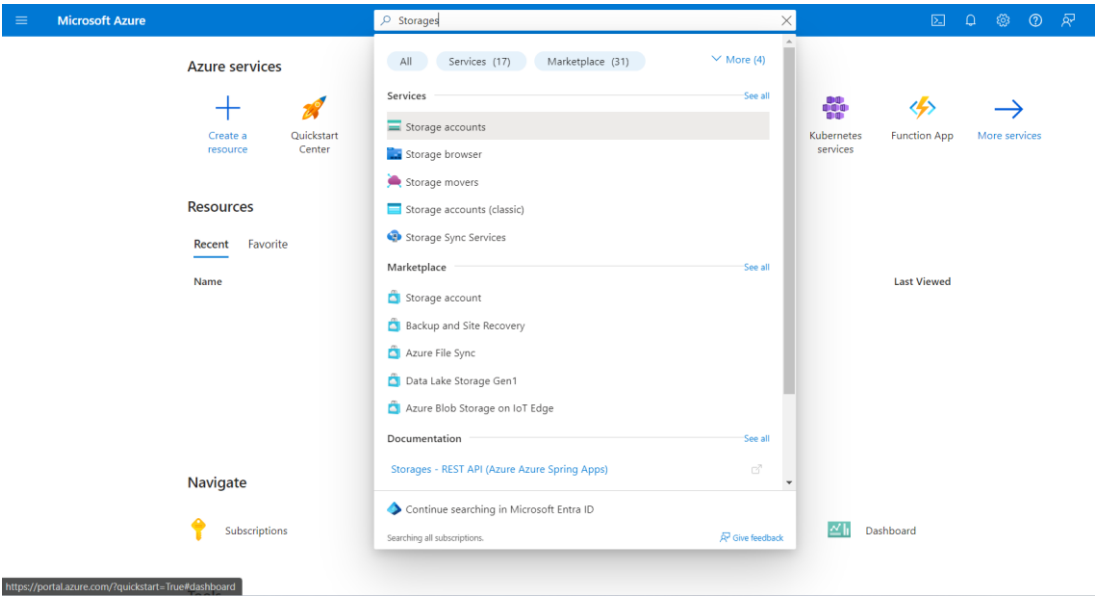 Microsoft Azure
Storages
All Services (17) Marketplace (31) More (4)
Services See all
Storage accounts
Storage browser
Storage movers
Storage accounts (classic)
Storage Sync Services
Marketplace See all
Storage account
Backup and Site Recovery
Azure File Sync
Data Lake Storage Gen1
Azure Blob Storage on IoT Edge
Documentation See all
Storages - REST API (Azure Azure Spring Apps)
Continue searching in Microsoft Entra ID
Searching all subscriptions. Give feedback
Azure services
Create a
resource
Quickstart
Center
Kubernetes
services
Function App
More services
Resources
Recent Favorite
Name Last Viewed
Navigate
Subscriptions
Dashboard
https://portal.azure.com/?quickstart=True#dashboard